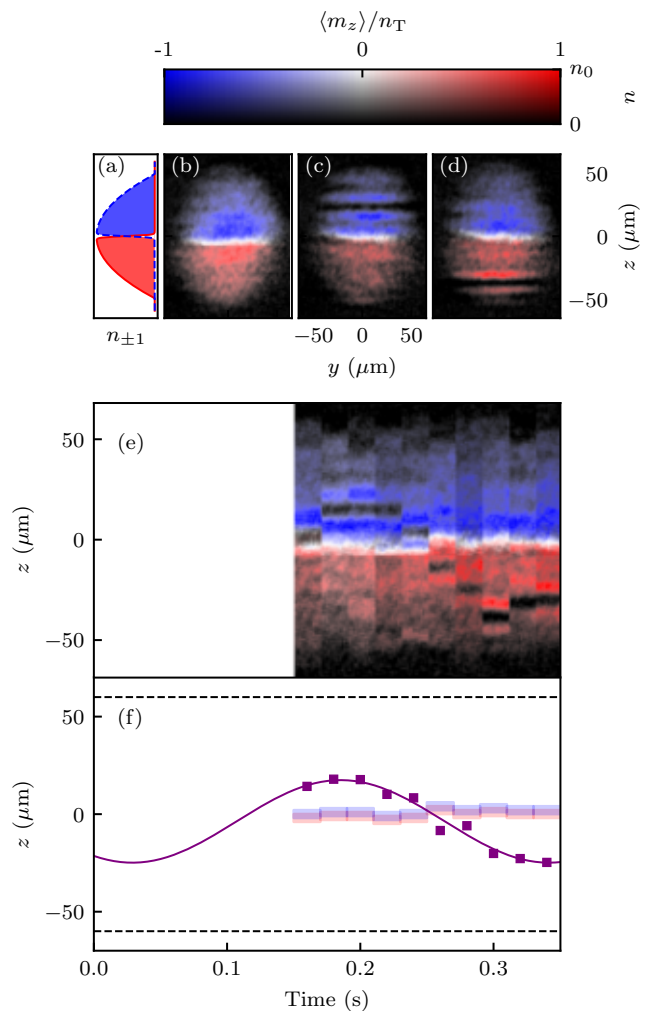 ⟨m_z⟩/n_T
-1 0 1
n_0
0
n
(a) (b) (c) (d)
50
0
−50
z (μm)
n_{±1}
−50 0 50
y (μm)
(e)
50
0
−50
z (μm)
(f)
50
0
−50
z (μm)
0.0 0.1 0.2 0.3
Time (s)